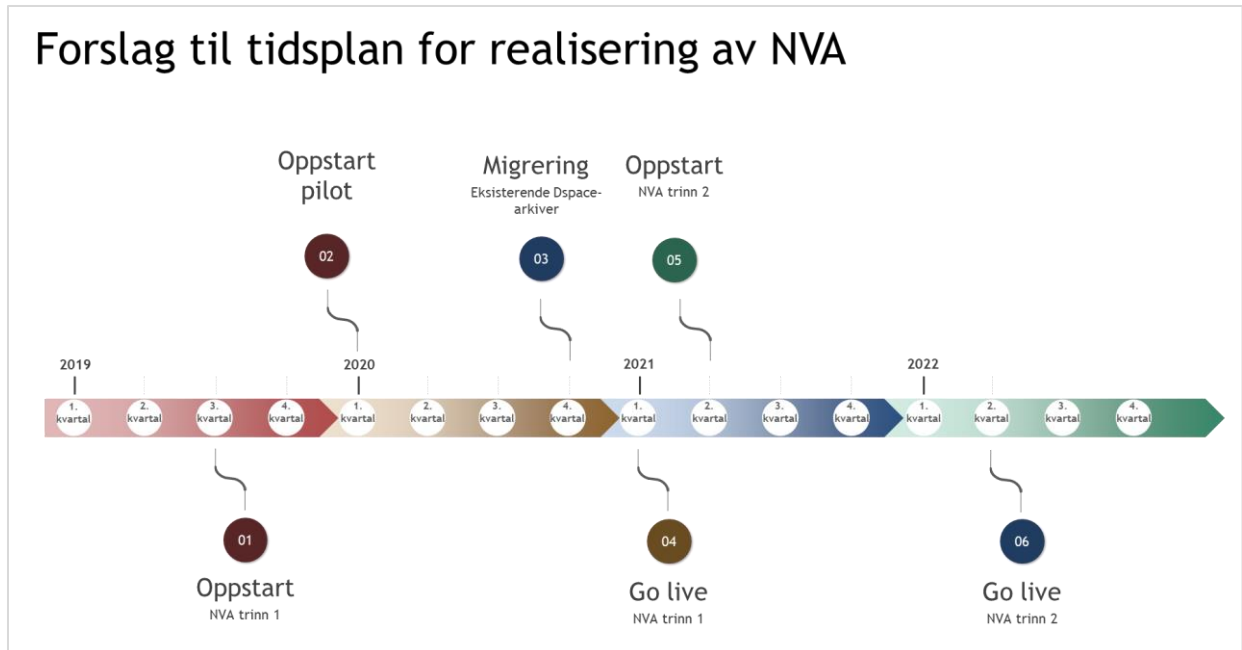 Forslag til tidsplan for realisering av NVA
Oppstart
pilot
Migrering
Eksisterende Dspace-
arkiver
Oppstart
NVA trinn 2
02
03
05
2019
2020
2021
2022
1.
kvartal
2.
kvartal
3.
kvartal
4.
kvartal
1.
kvartal
2.
kvartal
3.
kvartal
4.
kvartal
1.
kvartal
2.
kvartal
3.
kvartal
4.
kvartal
1.
kvartal
2.
kvartal
3.
kvartal
4.
kvartal
01
04
06
Oppstart
NVA trinn 1
Go live
NVA trinn 1
Go live
NVA trinn 2